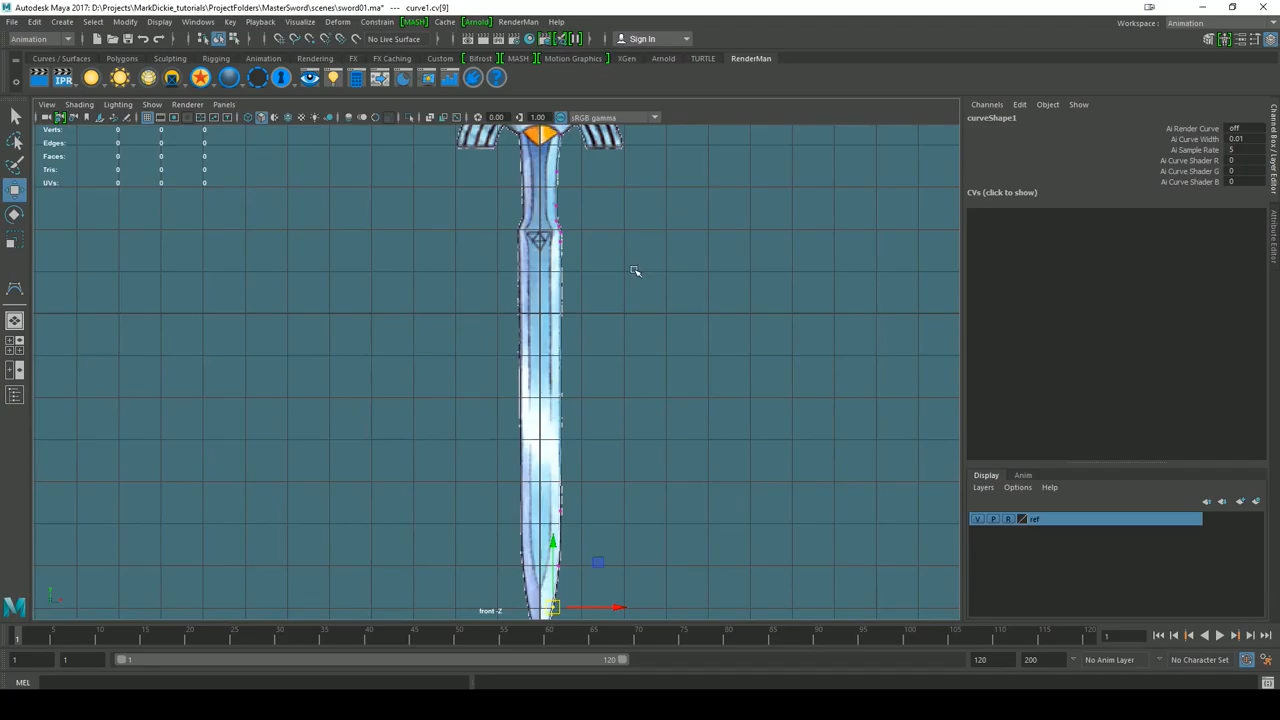 Autodesk Maya 2017: D:\Projects\MarkDickie_tutorials\ProjectFolders\MasterSword\scenes\sword01.ma* --- curve1.cv[9]
File Edit Create Select Modify Display Windows Key Playback Visualize Deform Constrain [MASH] Cache [Arnold] RenderMan Help Workspace : Animation
Animation No Live Surface Sign In
Curves / Surfaces Polygons Sculpting Rigging Animation Rendering FX FX Caching Custom [ Bifrost ] [ MASH ] [ Motion Graphics ] XGen Arnold TURTLE RenderMan
IPR
View Shading Lighting Show Renderer Panels
0.00 1.00 sRGB gamma
Verts: 0 0 0
Edges: 0 0 0
Faces: 0 0 0
Tris: 0 0 0
UVs: 0 0 0
front -Z
Channels Edit Object Show
curveShape1
Ai Render Curve off
Ai Curve Width 0.01
Ai Sample Rate 5
Ai Curve Shader R 0
Ai Curve Shader G 0
Ai Curve Shader B 0
CVs (click to show)
Channel Box / Layer Editor
Attribute Editor
Display Anim
Layers Options Help
V P R ref
1 5 10 15 20 25 30 35 40 45 50 55 60 65 70 75 80 85 90 95 100 105 110 115 120 1
1 1 1 120 120 200 No Anim Layer No Character Set
MEL